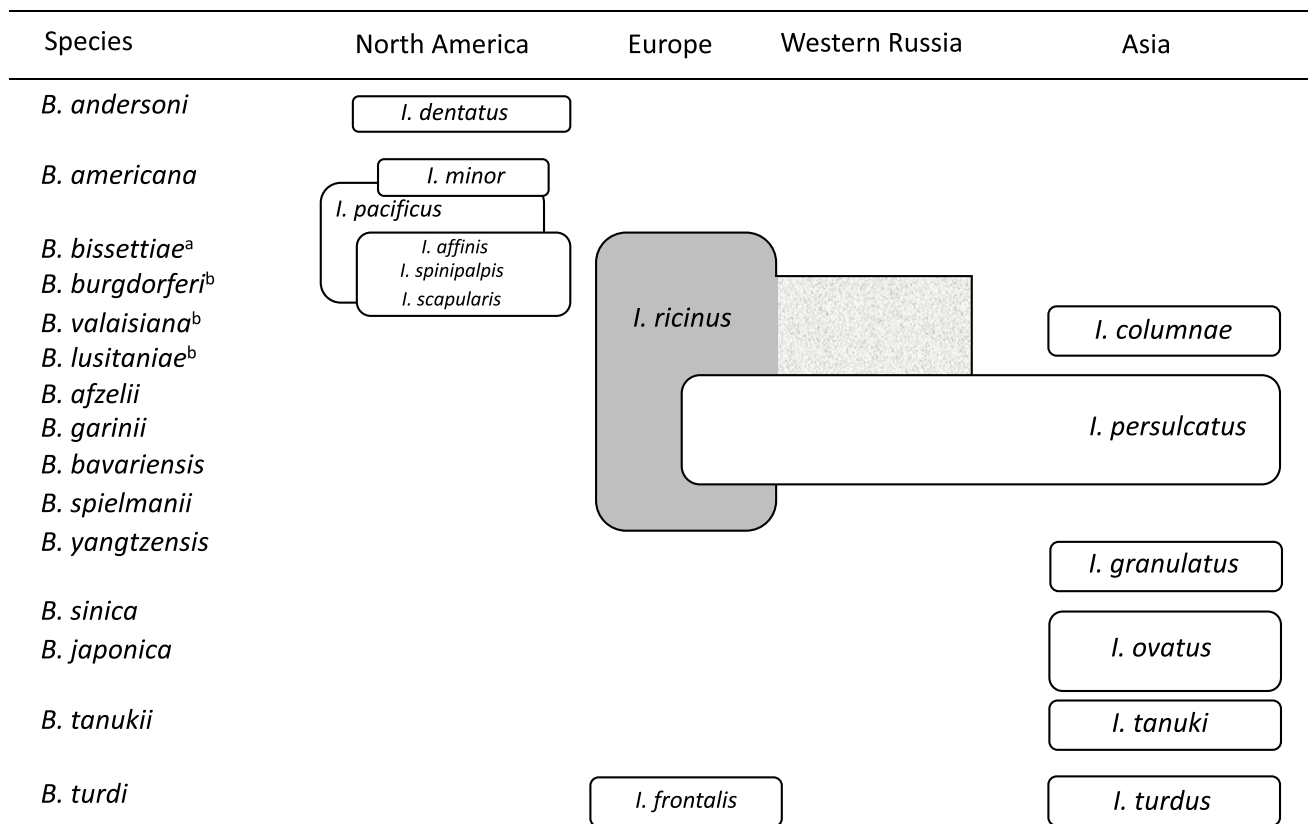 Species North America Europe Western Russia Asia
B. andersoni I. dentatus
B. americana I. minor
I. pacificus
B. bissettiaeᵃ I. affinis
I. spinipalpis
B. burgdorferiᵇ I. scapularis
B. valaisianaᵇ I. ricinus I. columnae
B. lusitaniaeᵇ
B. afzelii
B. garinii I. persulcatus
B. bavariensis
B. spielmanii
B. yangtzensis
I. granulatus
B. sinica
B. japonica I. ovatus
B. tanukii I. tanuki
B. turdi I. frontalis I. turdus